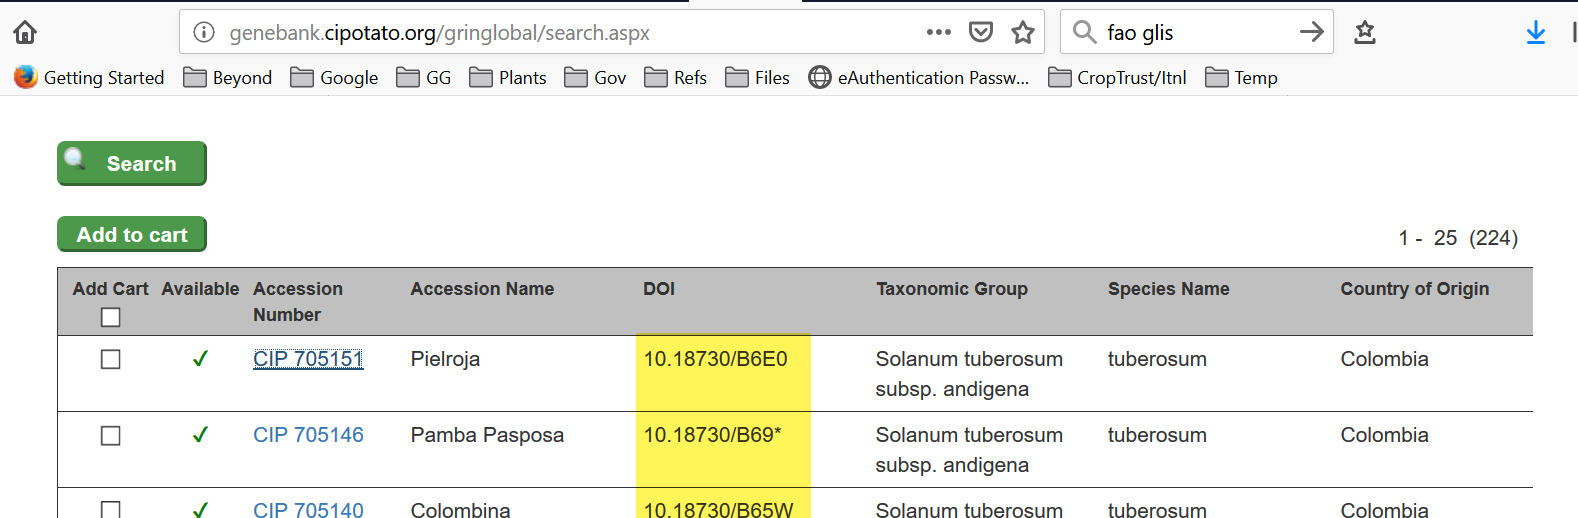 genebank.cipotato.org/gringlobal/search.aspx
fao glis
Getting Started Beyond Google GG Plants Gov Refs Files eAuthentication Passw... CropTrust/Itnl Temp
Search
Add to cart
1 - 25 (224)
Add Cart Available Accession Number Accession Name DOI Taxonomic Group Species Name Country of Origin
CIP 705151 Pielroja 10.18730/B6E0 Solanum tuberosum tuberosum Colombia
subsp. andigena
CIP 705146 Pamba Pasposa 10.18730/B69* Solanum tuberosum tuberosum Colombia
subsp. andigena
CIP 705140 Colombina 10.18730/B65W Solanum tuberosum tuberosum Colombia